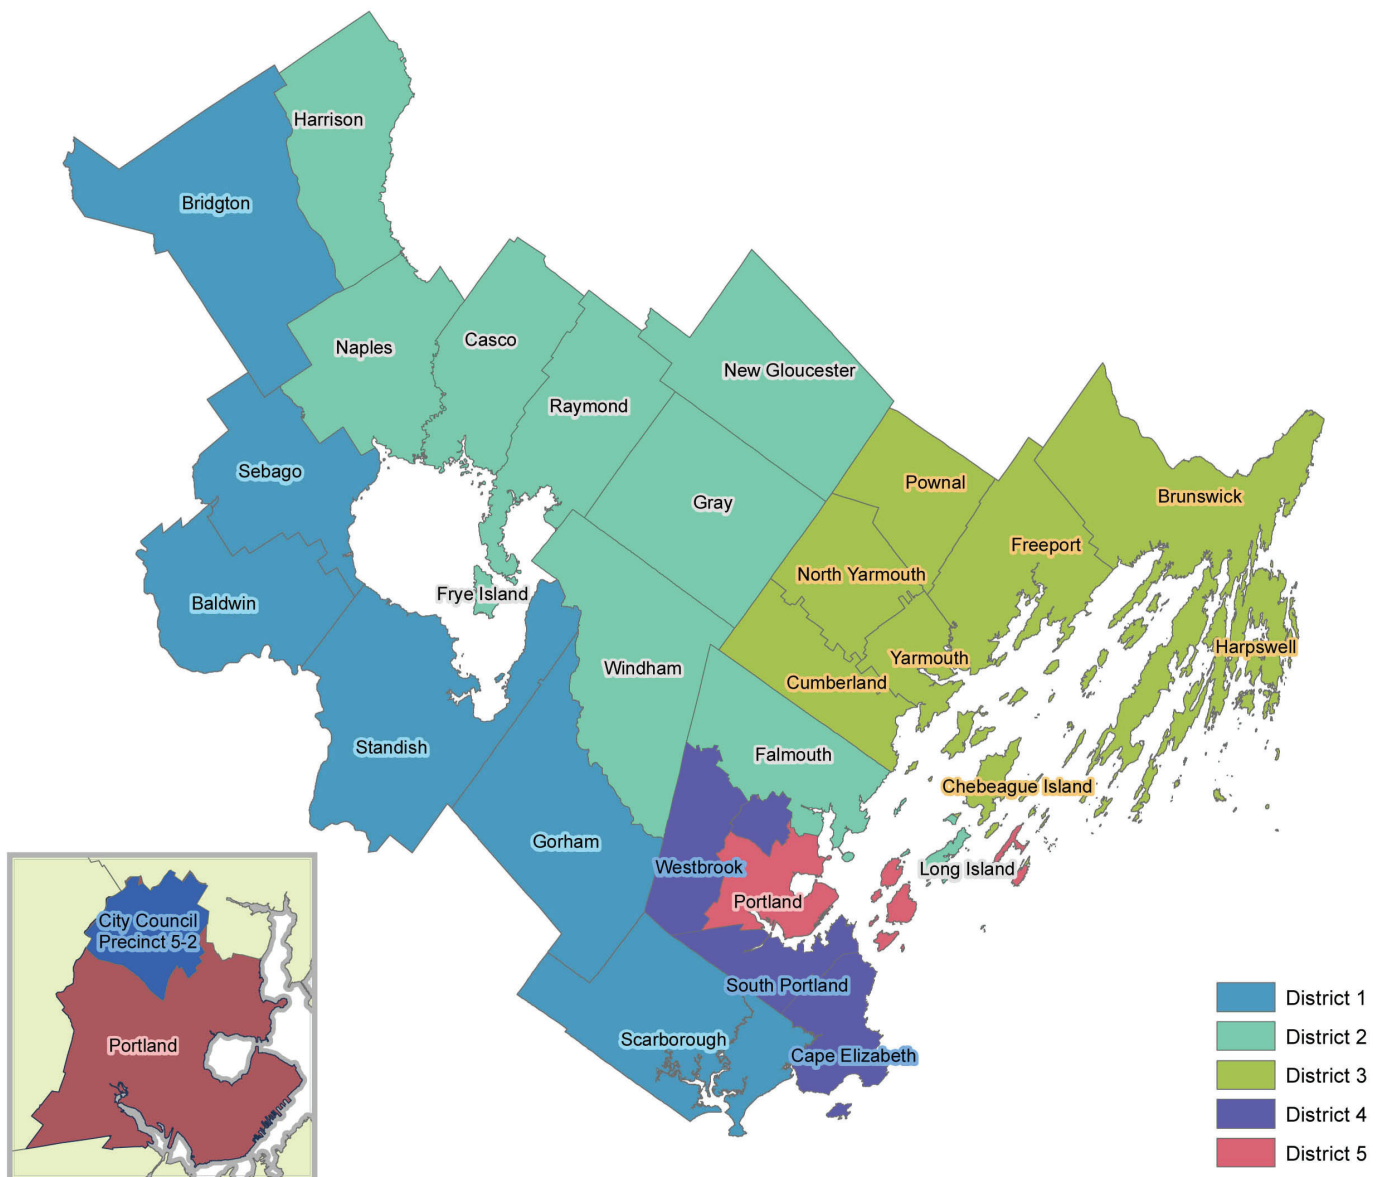 Harrison
Bridgton
Naples
Casco
New Gloucester
Raymond
Sebago
Gray
Pownal
Brunswick
Freeport
North Yarmouth
Frye Island
Baldwin
Harpswell
Yarmouth
Windham
Cumberland
Standish
Falmouth
Chebeague Island
Gorham
Westbrook
Long Island
Portland
City Council
Precinct 5-2
Portland
South Portland
Scarborough
Cape Elizabeth
District 1
District 2
District 3
District 4
District 5